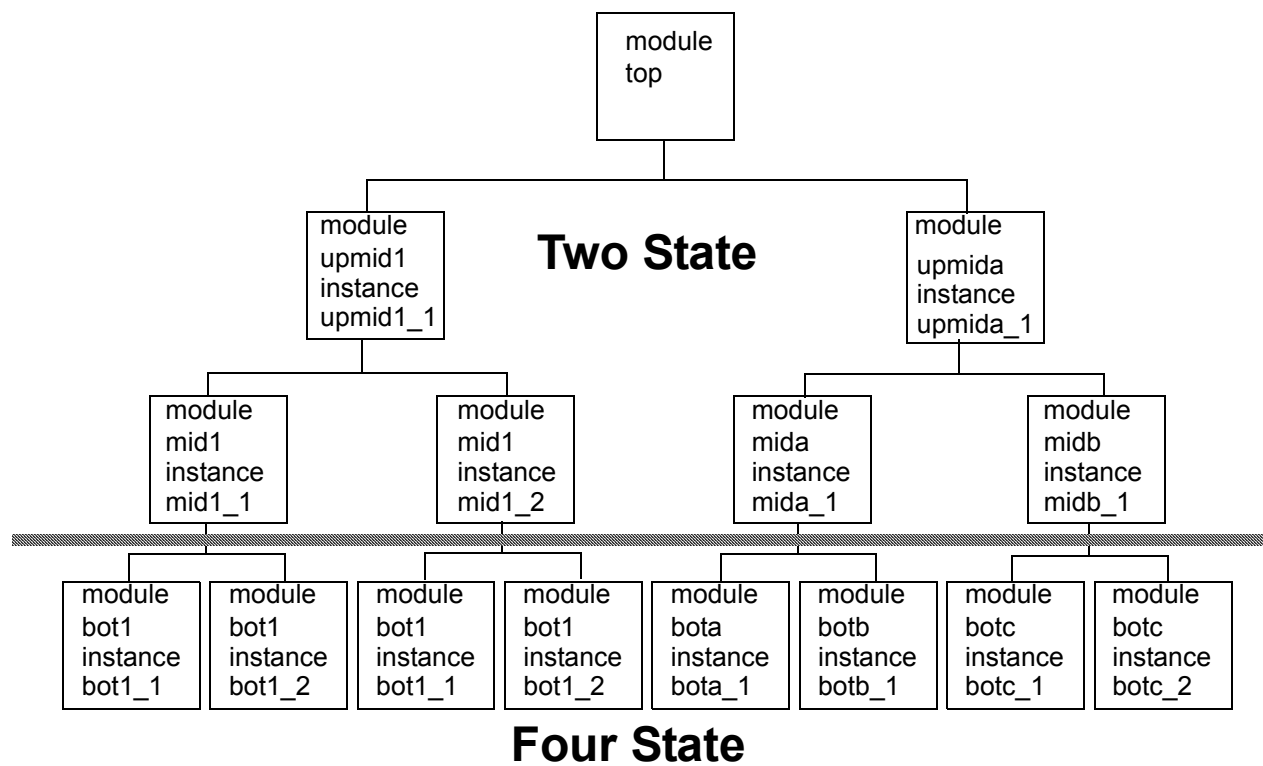 module
top
module
upmid1
instance
upmid1_1
Two State
module
upmida
instance
upmida_1
module
mid1
instance
mid1_1
module
mid1
instance
mid1_2
module
mida
instance
mida_1
module
midb
instance
midb_1
module
bot1
instance
bot1_1
module
bot1
instance
bot1_2
module
bot1
instance
bot1_1
module
bot1
instance
bot1_2
module
bota
instance
bota_1
module
botb
instance
botb_1
module
botc
instance
botc_1
module
botc
instance
botc_2
Four State